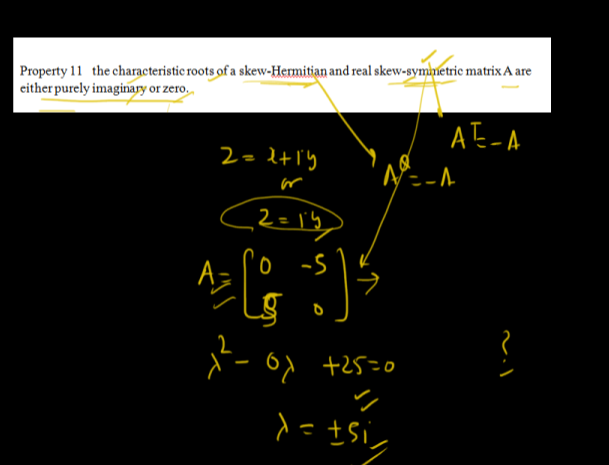 Property 11 the characteristic roots of a skew-Hermitian and real skew-symmetric matrix A are
either purely imaginary or zero.
Aᵀ=-A
z = x+iy
A^θ=-A
or
z = iy
A = [0 -5
5 0]
λ² - 0λ +25=0
?
λ = ±5i